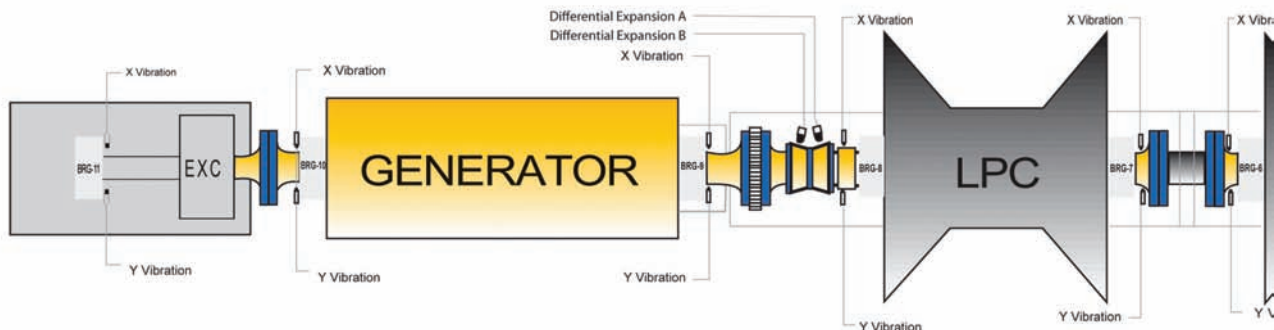 Differential Expansion A
Differential Expansion B
X Vibration
X Vibration
X Vibration
X Vibra
X Vibration
X Vibration
BRG-11
EXC
BRG-10
GENERATOR
BRG-9
BRG-8
LPC
BRG-7
BRG-6
Y Vibration
Y Vibration
Y Vibration
Y Vibration
Y Vibration
Y V